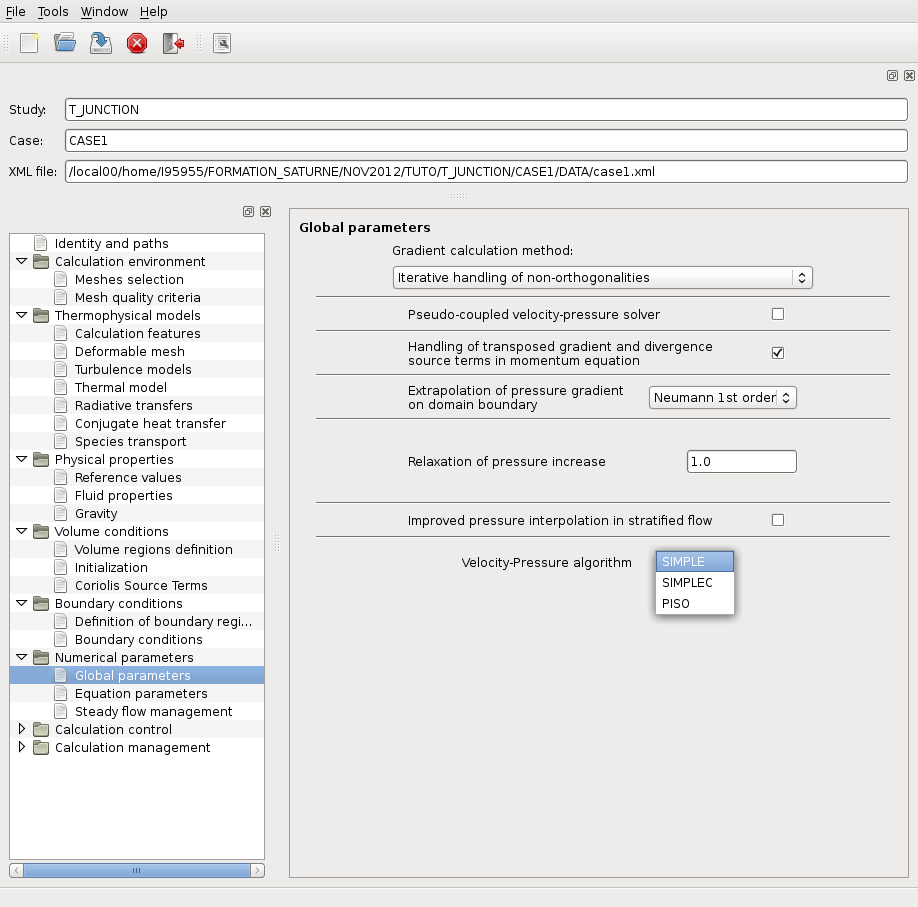 File Tools Window Help
Study: T_JUNCTION
Case: CASE1
XML file: /local00/home/I95955/FORMATION_SATURNE/NOV2012/TUTO/T_JUNCTION/CASE1/DATA/case1.xml
Identity and paths
Calculation environment
Meshes selection
Mesh quality criteria
Thermophysical models
Calculation features
Deformable mesh
Turbulence models
Thermal model
Radiative transfers
Conjugate heat transfer
Species transport
Physical properties
Reference values
Fluid properties
Gravity
Volume conditions
Volume regions definition
Initialization
Coriolis Source Terms
Boundary conditions
Definition of boundary regi...
Boundary conditions
Numerical parameters
Global parameters
Equation parameters
Steady flow management
Calculation control
Calculation management
Global parameters
Gradient calculation method:
Iterative handling of non-orthogonalities
Pseudo-coupled velocity-pressure solver
Handling of transposed gradient and divergence
source terms in momentum equation
Extrapolation of pressure gradient
on domain boundary
Neumann 1st order
Relaxation of pressure increase 1.0
Improved pressure interpolation in stratified flow
Velocity-Pressure algorithm SIMPLE
SIMPLEC
PISO